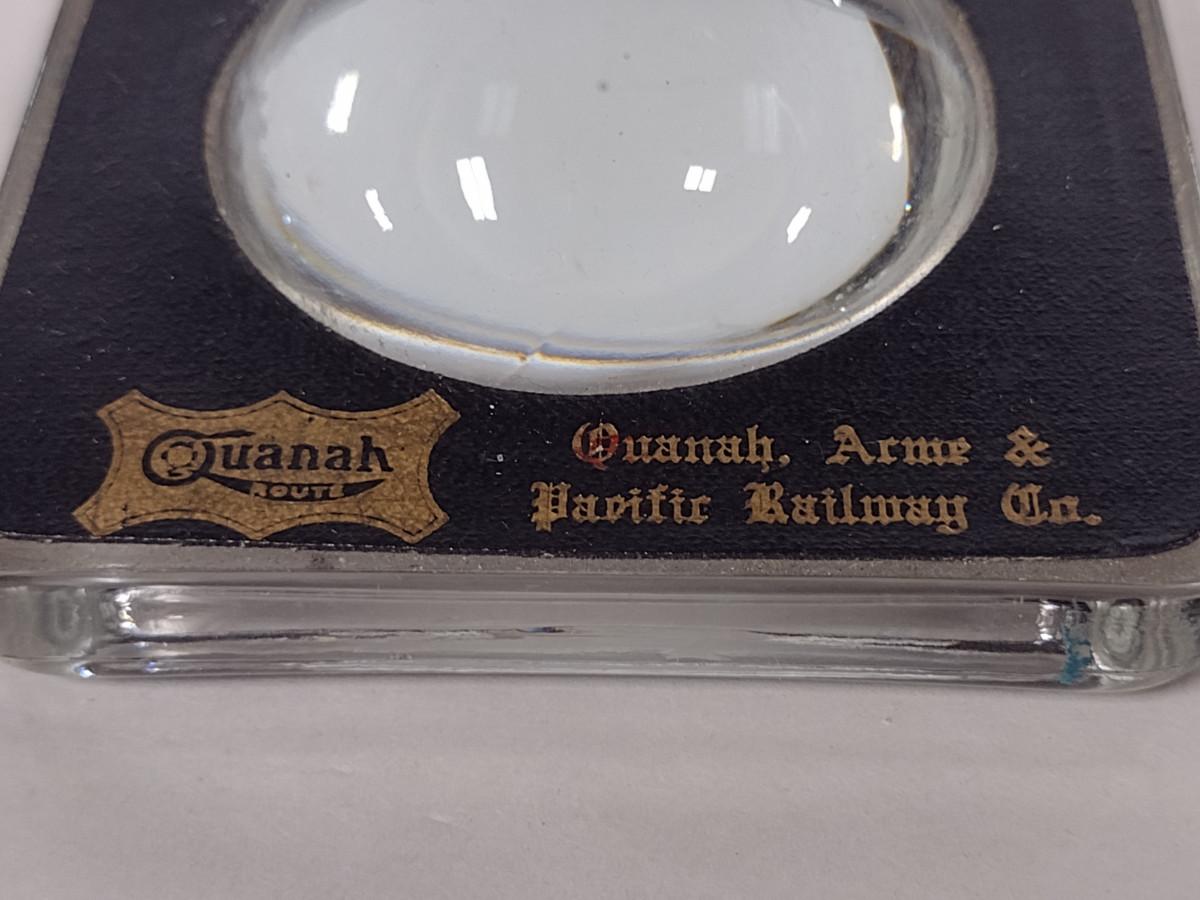 Quanah
ROUTE
Quanah, Acme &
Pacific Railway Co.